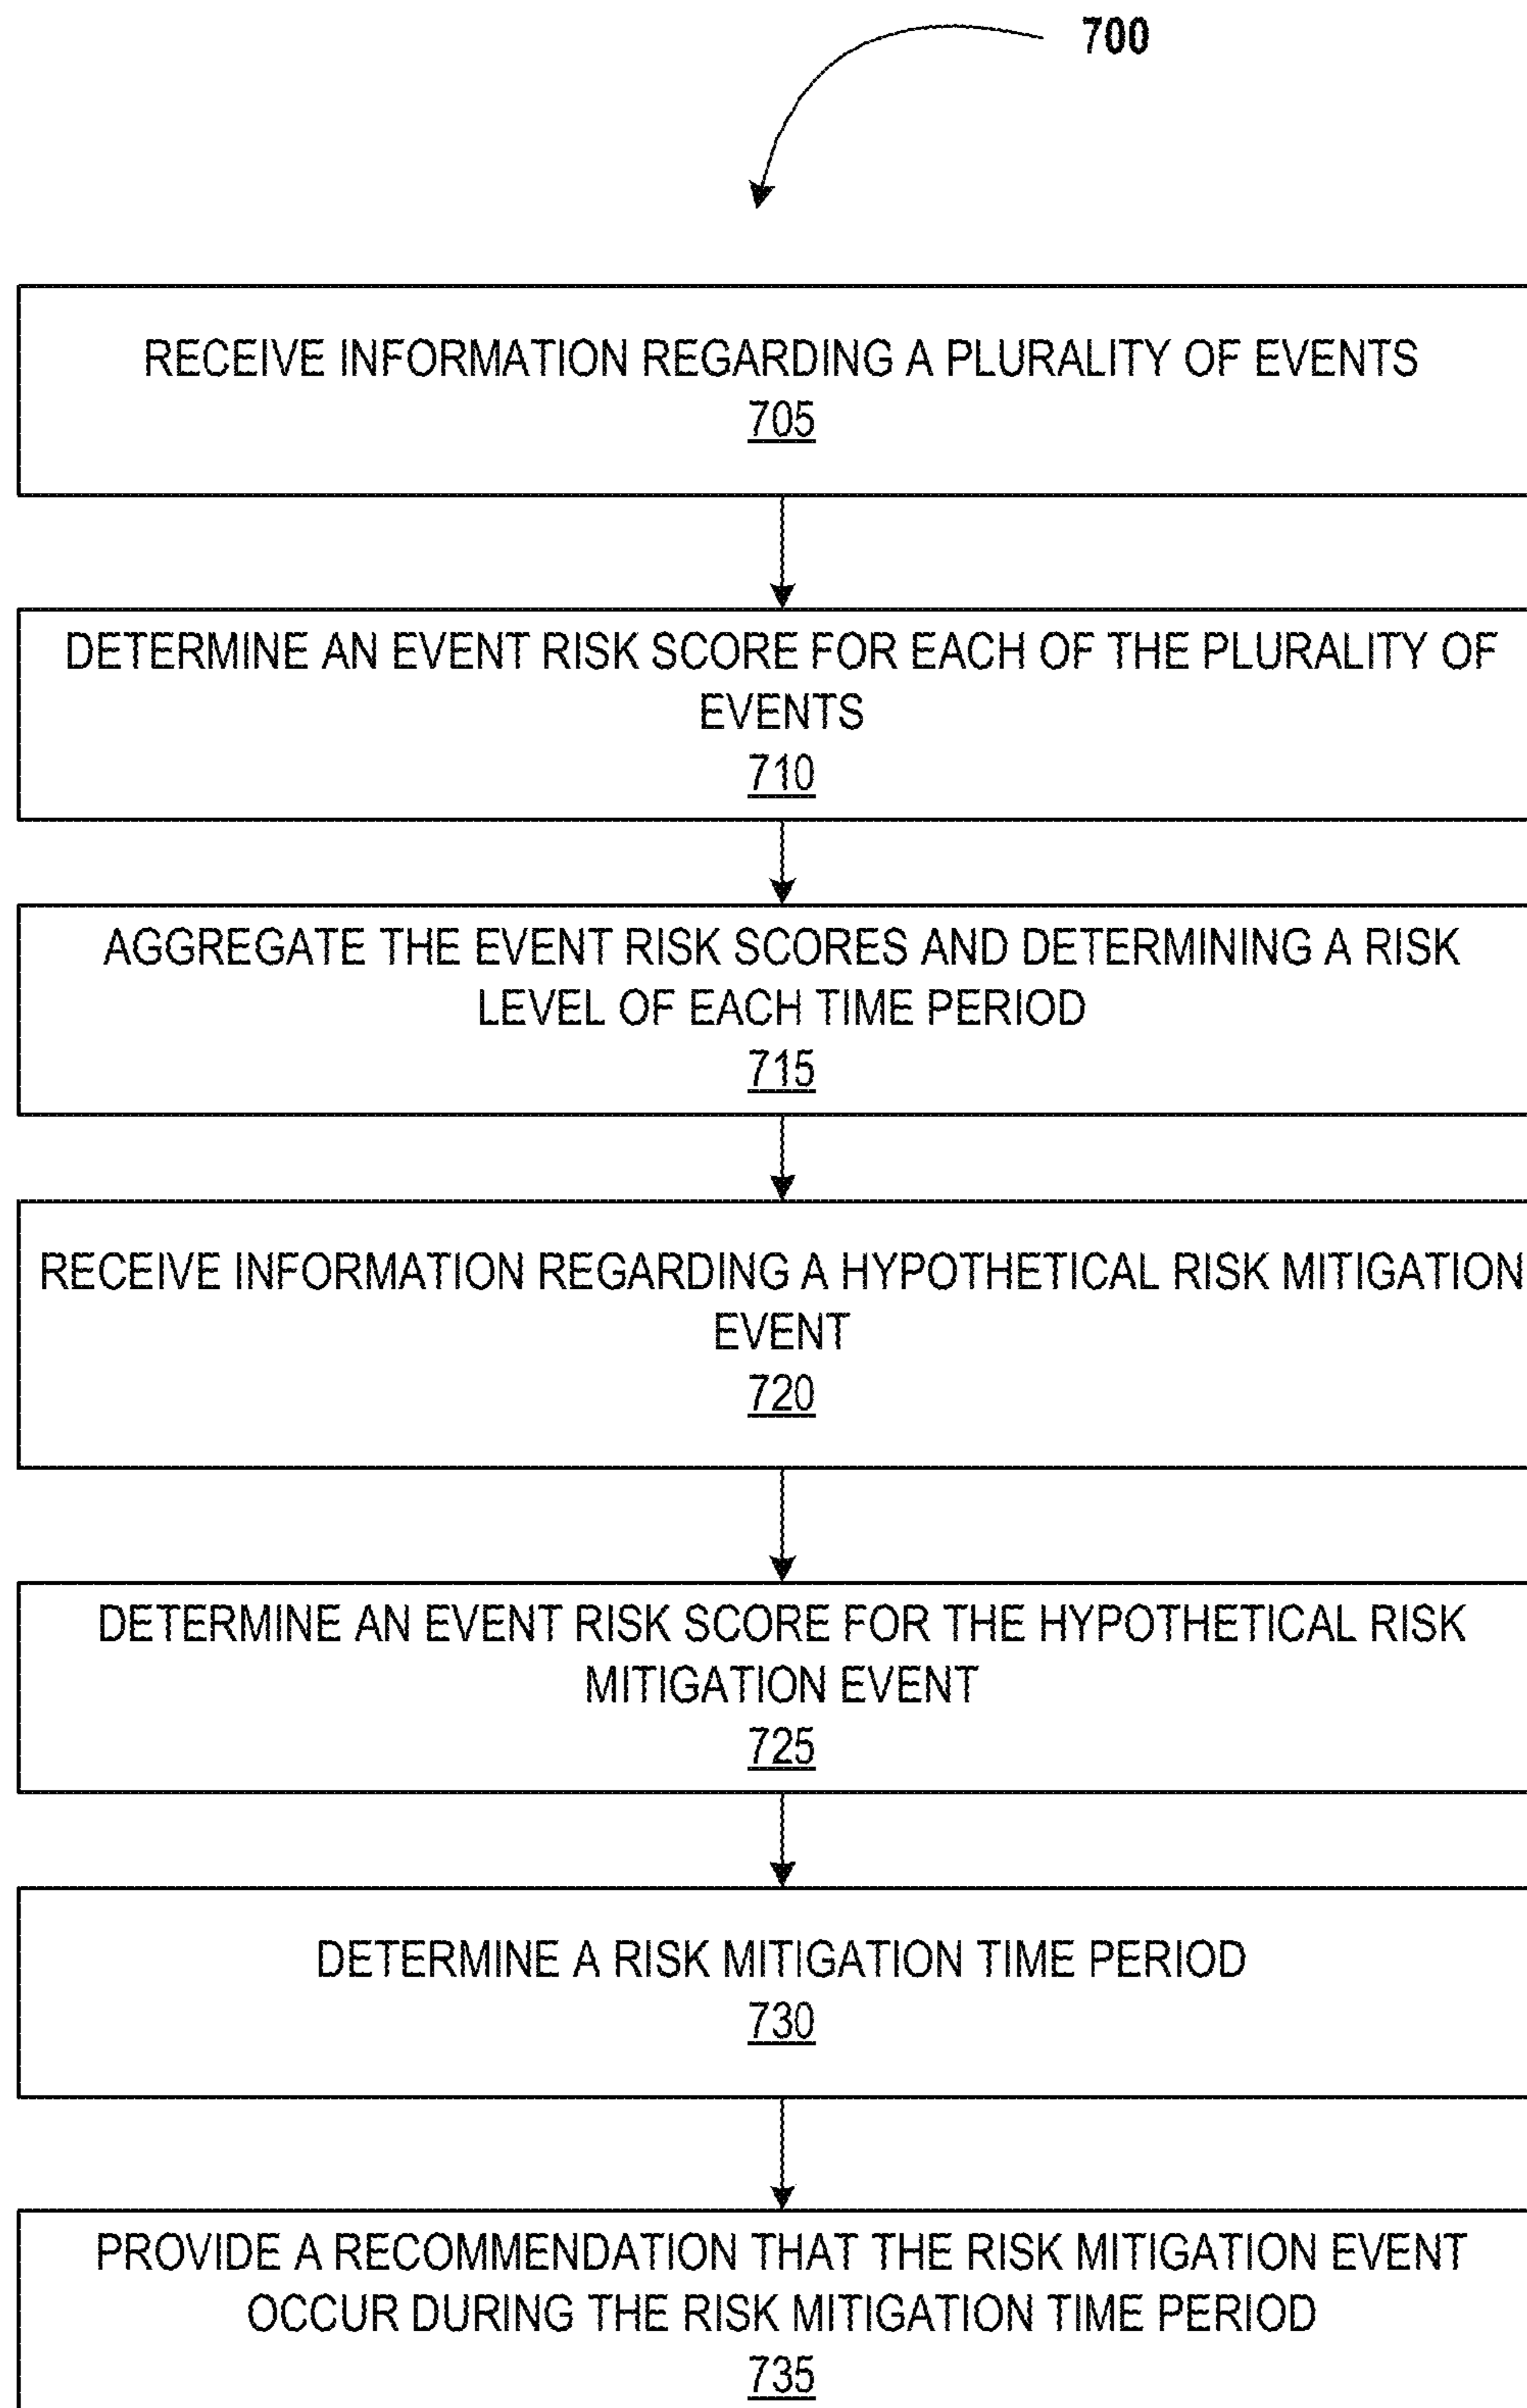 700
RECEIVE INFORMATION REGARDING A PLURALITY OF EVENTS
705
DETERMINE AN EVENT RISK SCORE FOR EACH OF THE PLURALITY OF
EVENTS
710
AGGREGATE THE EVENT RISK SCORES AND DETERMINING A RISK
LEVEL OF EACH TIME PERIOD
715
RECEIVE INFORMATION REGARDING A HYPOTHETICAL RISK MITIGATION
EVENT
720
DETERMINE AN EVENT RISK SCORE FOR THE HYPOTHETICAL RISK
MITIGATION EVENT
725
DETERMINE A RISK MITIGATION TIME PERIOD
730
PROVIDE A RECOMMENDATION THAT THE RISK MITIGATION EVENT
OCCUR DURING THE RISK MITIGATION TIME PERIOD
735